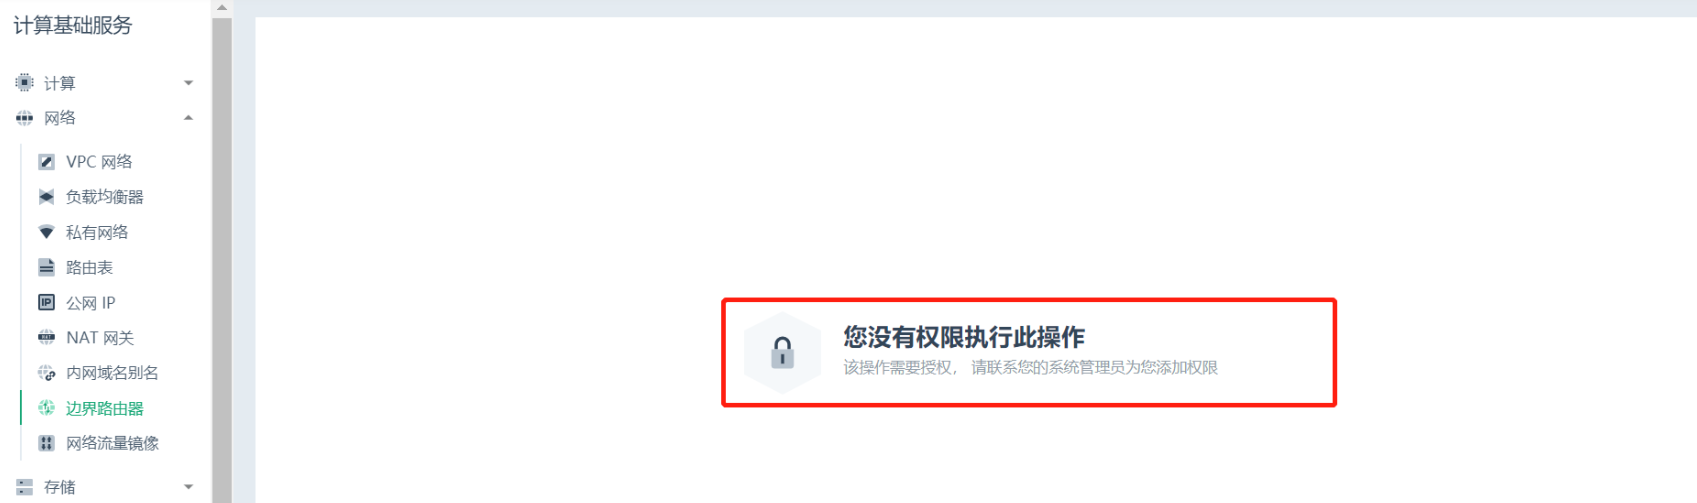 计算基础服务
计算
网络
VPC 网络
负载均衡器
私有网络
路由表
IP 公网 IP
NAT NAT 网关
内网域名别名
边界路由器
网络流量镜像
存储
您没有权限执行此操作
该操作需要授权， 请联系您的系统管理员为您添加权限